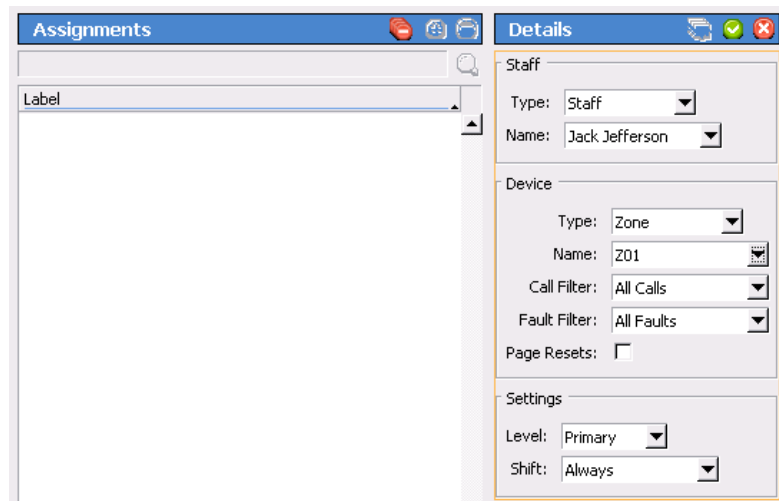 Assignments
Label
Details
Staff
Type: Staff
Name: Jack Jefferson
Device
Type: Zone
Name: Z01
Call Filter: All Calls
Fault Filter: All Faults
Page Resets:
Settings
Level: Primary
Shift: Always